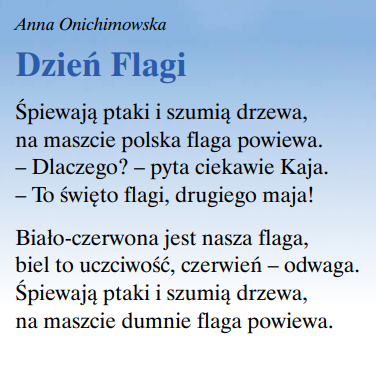 Anna Onichimowska
Dzień Flagi
Śpiewają ptaki i szumią drzewa,
na maszcie polska flaga powiewa.
– Dlaczego? – pyta ciekawie Kaja.
– To święto flagi, drugiego maja!
Biało-czerwona jest nasza flaga,
biel to uczciwość, czerwień – odwaga.
Śpiewają ptaki i szumią drzewa,
na maszcie dumnie flaga powiewa.